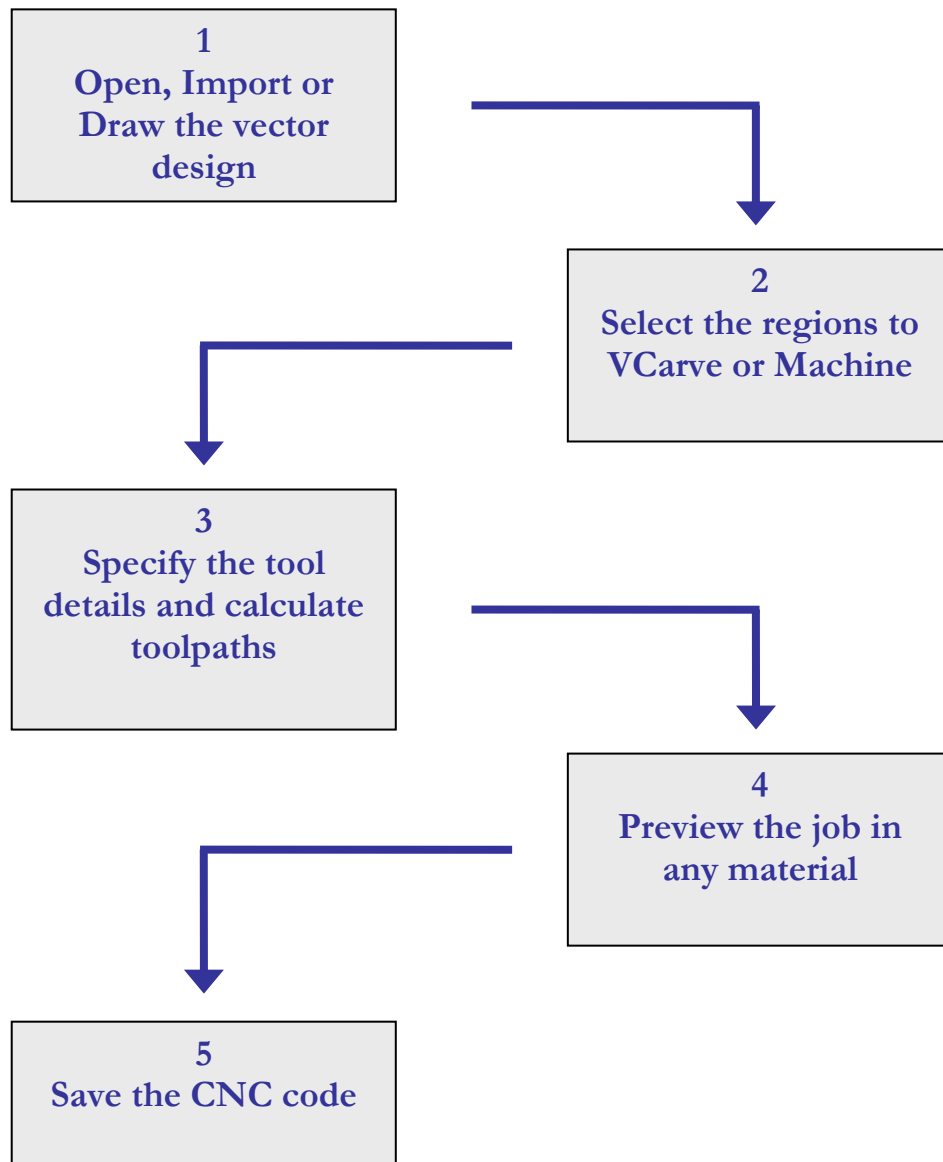 1
Open, Import or
Draw the vector
design
2
Select the regions to
VCarve or Machine
3
Specify the tool
details and calculate
toolpaths
4
Preview the job in
any material
5
Save the CNC code